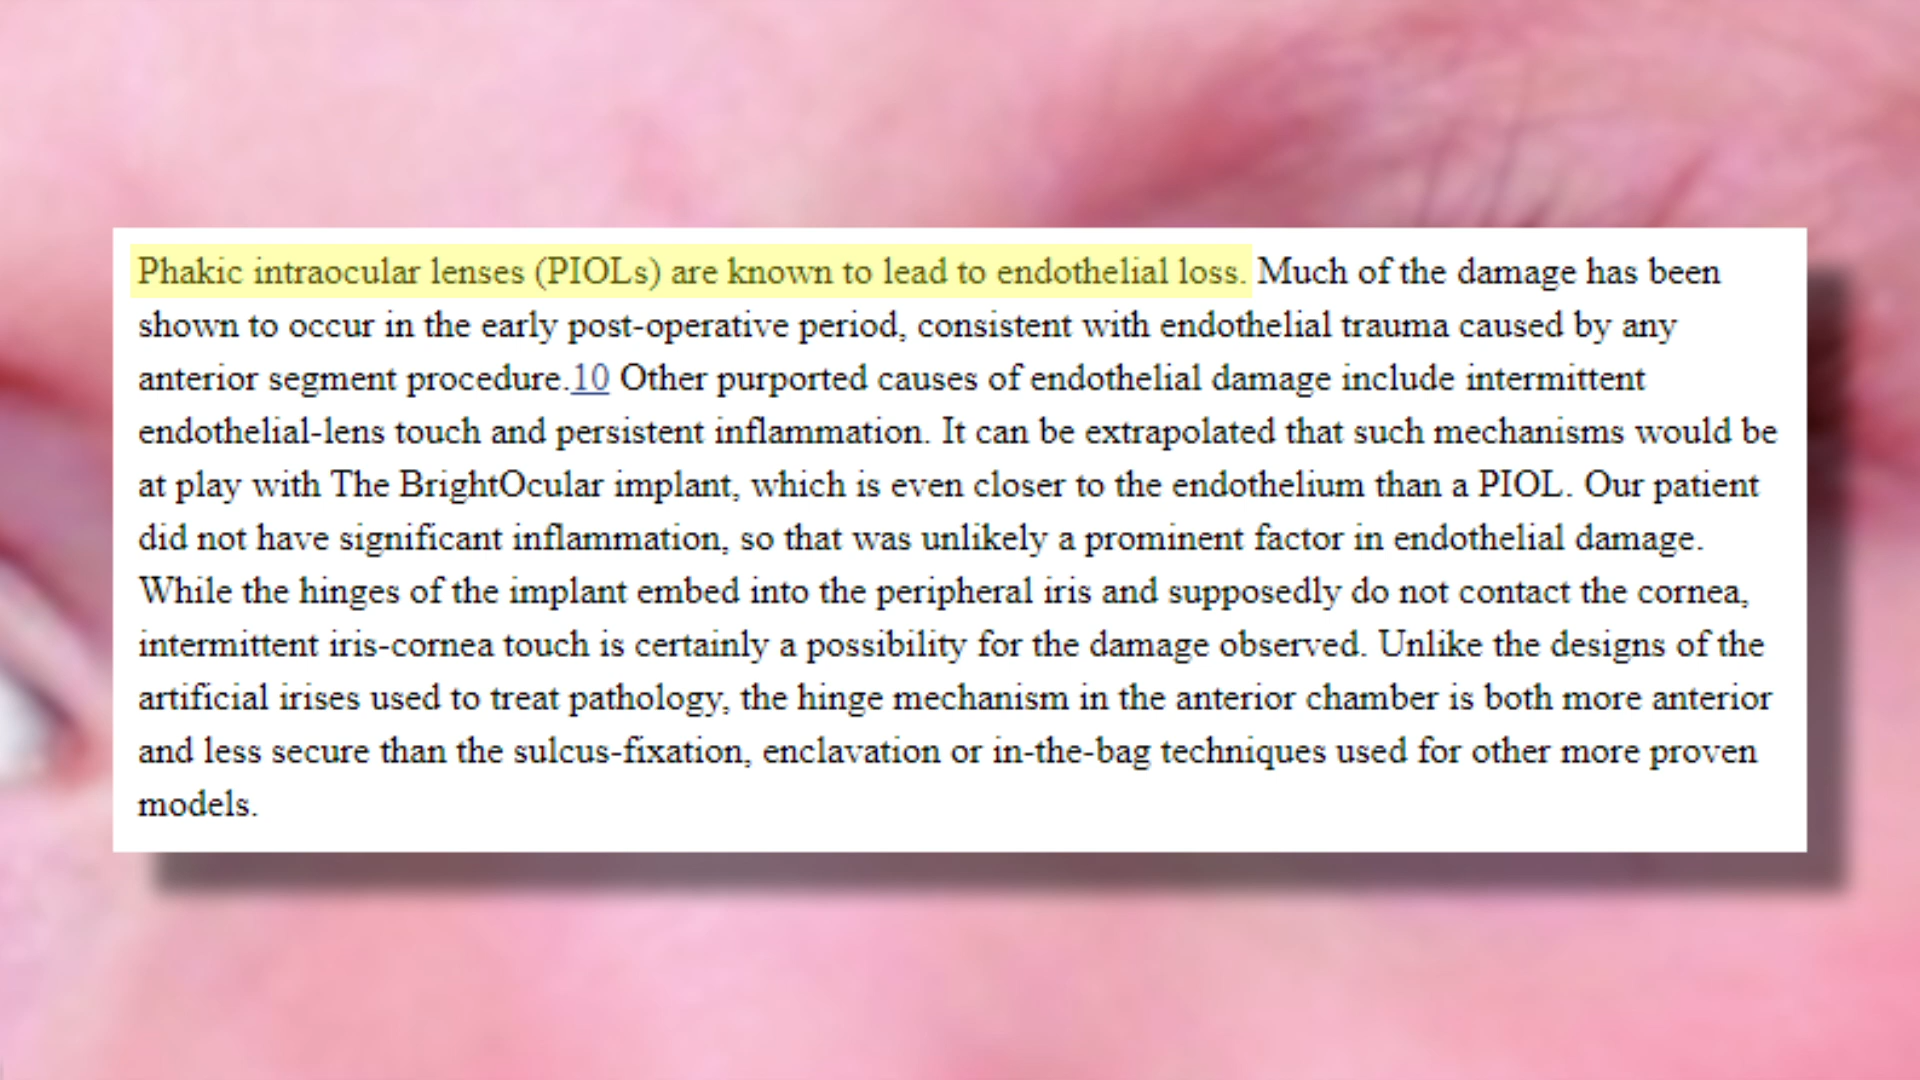 Phakic intraocular lenses (PIOLs) are known to lead to endothelial loss. Much of the damage has been
shown to occur in the early post-operative period, consistent with endothelial trauma caused by any
anterior segment procedure.10 Other purported causes of endothelial damage include intermittent
endothelial-lens touch and persistent inflammation. It can be extrapolated that such mechanisms would be
at play with The BrightOcular implant, which is even closer to the endothelium than a PIOL. Our patient
did not have significant inflammation, so that was unlikely a prominent factor in endothelial damage.
While the hinges of the implant embed into the peripheral iris and supposedly do not contact the cornea,
intermittent iris-cornea touch is certainly a possibility for the damage observed. Unlike the designs of the
artificial irises used to treat pathology, the hinge mechanism in the anterior chamber is both more anterior
and less secure than the sulcus-fixation, enclavation or in-the-bag techniques used for other more proven
models.